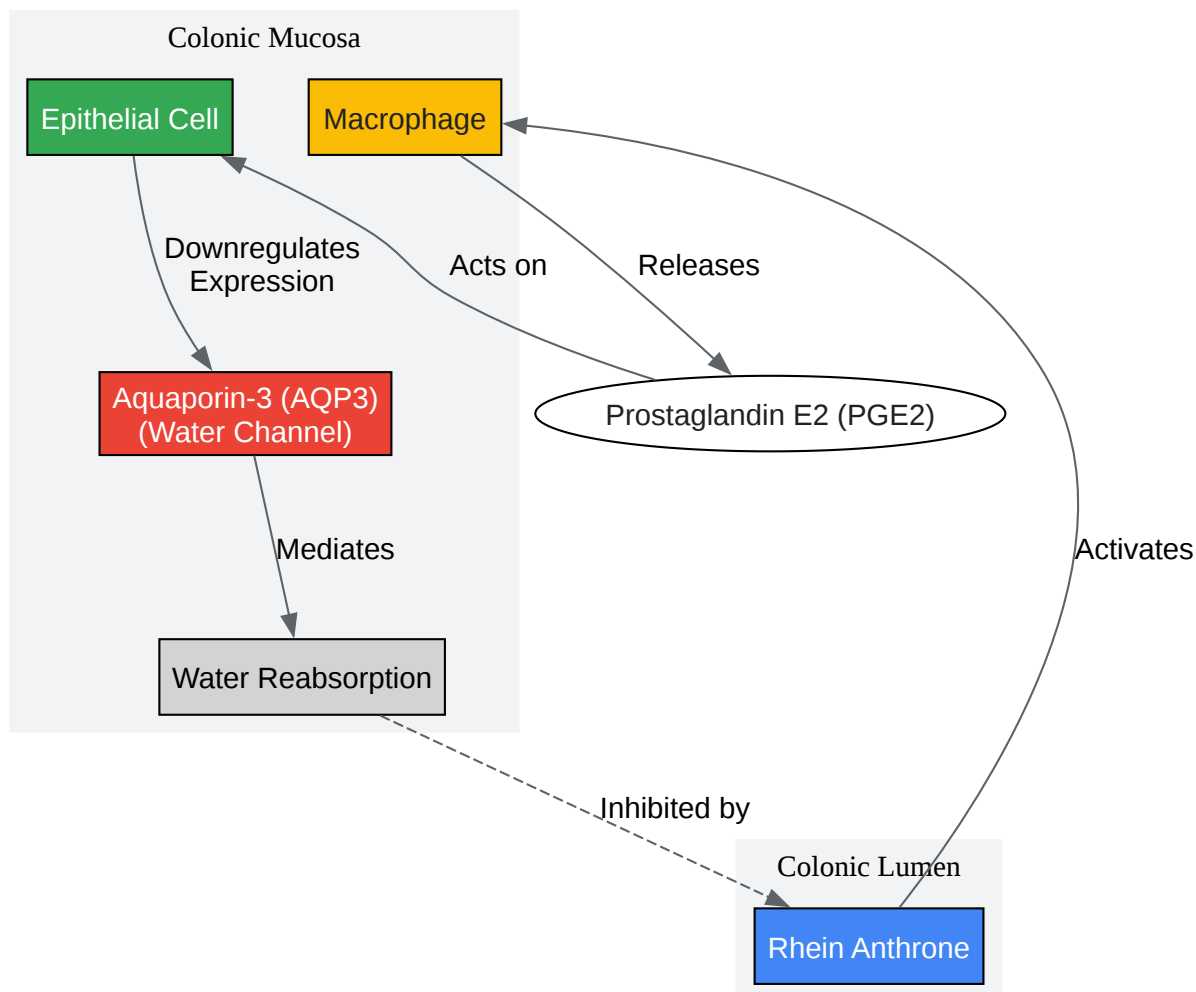 Colonic Mucosa
Epithelial Cell
Macrophage
Downregulates
Expression
Acts on
Releases
Aquaporin-3 (AQP3)
(Water Channel)
Prostaglandin E2 (PGE2)
Mediates
Activates
Water Reabsorption
Inhibited by
Colonic Lumen
Rhein Anthrone